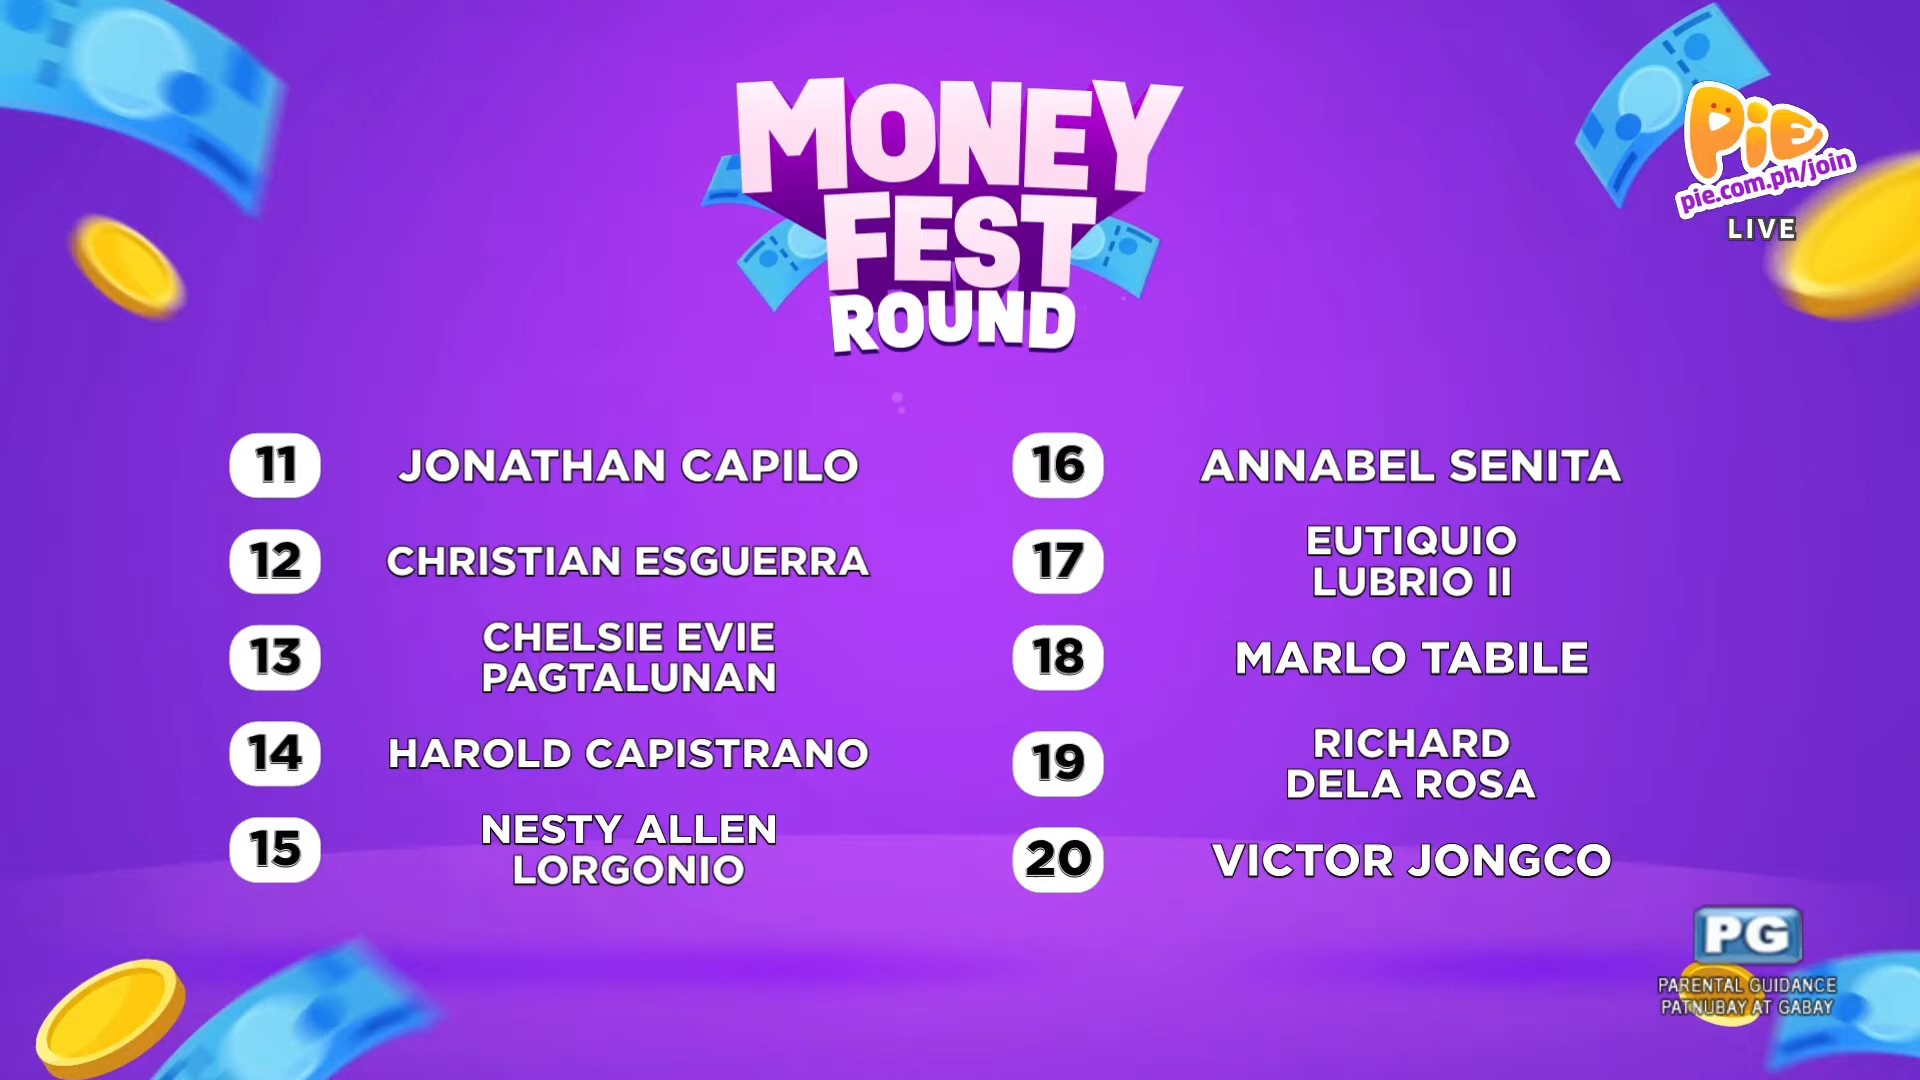 MONEY
FEST
ROUND
PiE
pie.com.ph/join
LIVE
11 JONATHAN CAPILO
12 CHRISTIAN ESGUERRA
13 CHELSIE EVIE
PAGTALUNAN
14 HAROLD CAPISTRANO
15 NESTY ALLEN
LORGONIO
16 ANNABEL SENITA
17 EUTIQUIO
LUBRIO II
18 MARLO TABILE
19 RICHARD
DELA ROSA
20 VICTOR JONGCO
PG
PARENTAL GUIDANCE
PATNUBAY AT GABAY